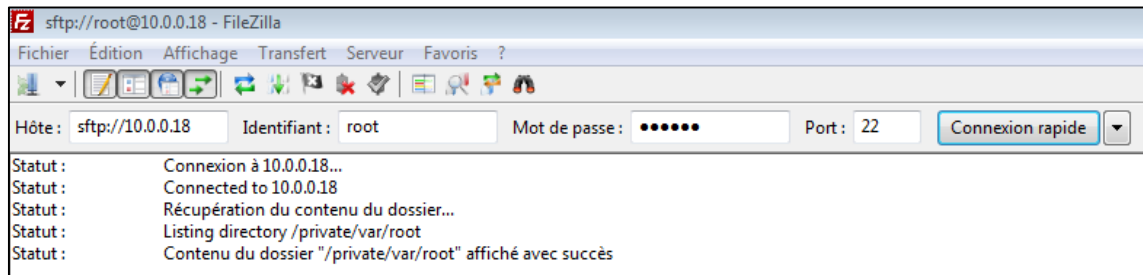 sftp://root@10.0.0.18 - FileZilla
Fichier Édition Affichage Transfert Serveur Favoris ?
Hôte : sftp://10.0.0.18 Identifiant : root Mot de passe : •••••• Port : 22 Connexion rapide
Statut : Connexion à 10.0.0.18...
Statut : Connected to 10.0.0.18
Statut : Récupération du contenu du dossier...
Statut : Listing directory /private/var/root
Statut : Contenu du dossier "/private/var/root" affiché avec succès